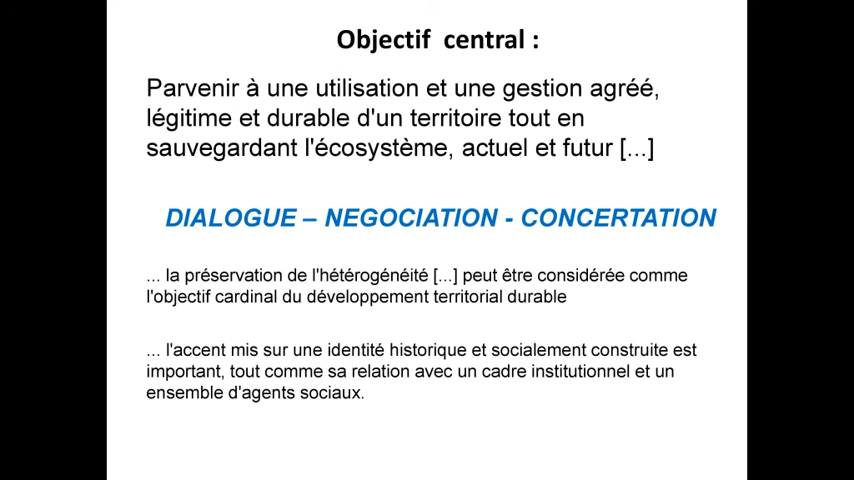 Objectif central :
Parvenir à une utilisation et une gestion agréé,
légitime et durable d'un territoire tout en
sauvegardant l'écosystème, actuel et futur [...]
DIALOGUE – NEGOCIATION - CONCERTATION
... la préservation de l'hétérogénéité [...] peut être considérée comme
l'objectif cardinal du développement territorial durable
... l'accent mis sur une identité historique et socialement construite est
important, tout comme sa relation avec un cadre institutionnel et un
ensemble d'agents sociaux.